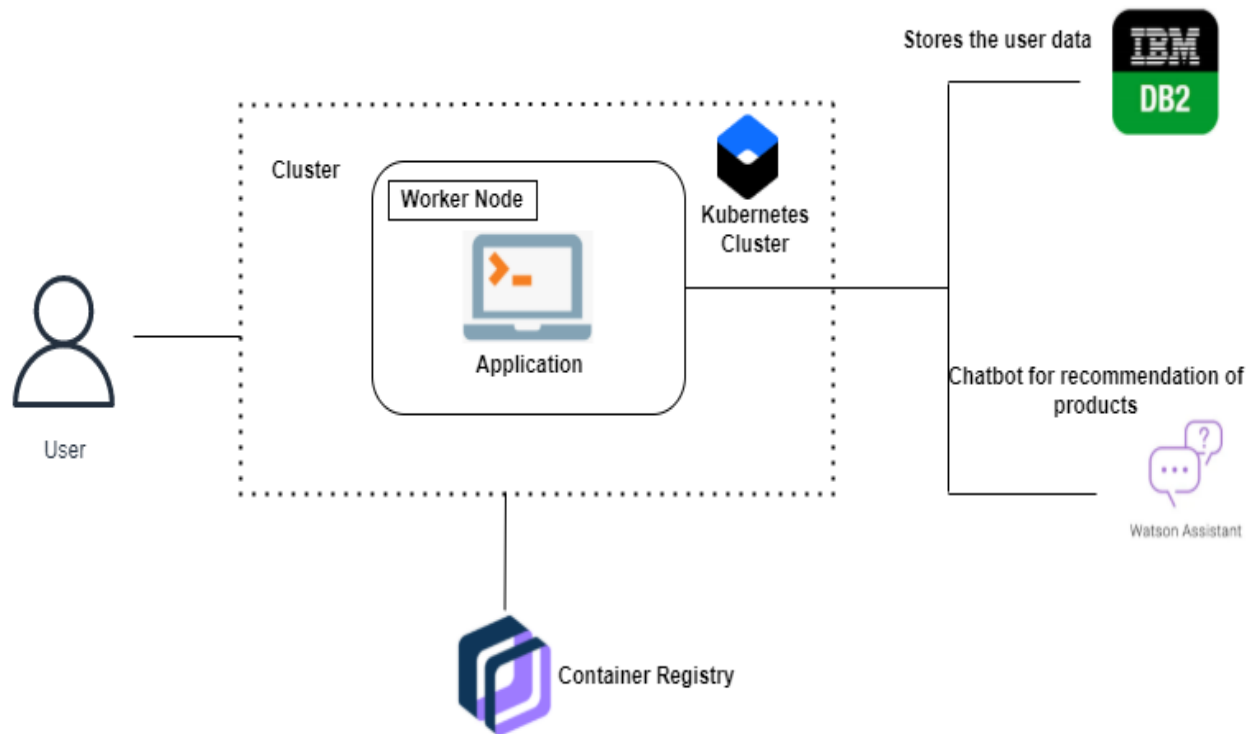 Stores the user data
IBM
DB2
Cluster
Worker Node
Kubernetes
Cluster
Application
Chatbot for recommendation of
products
User
Watson Assistant
Container Registry